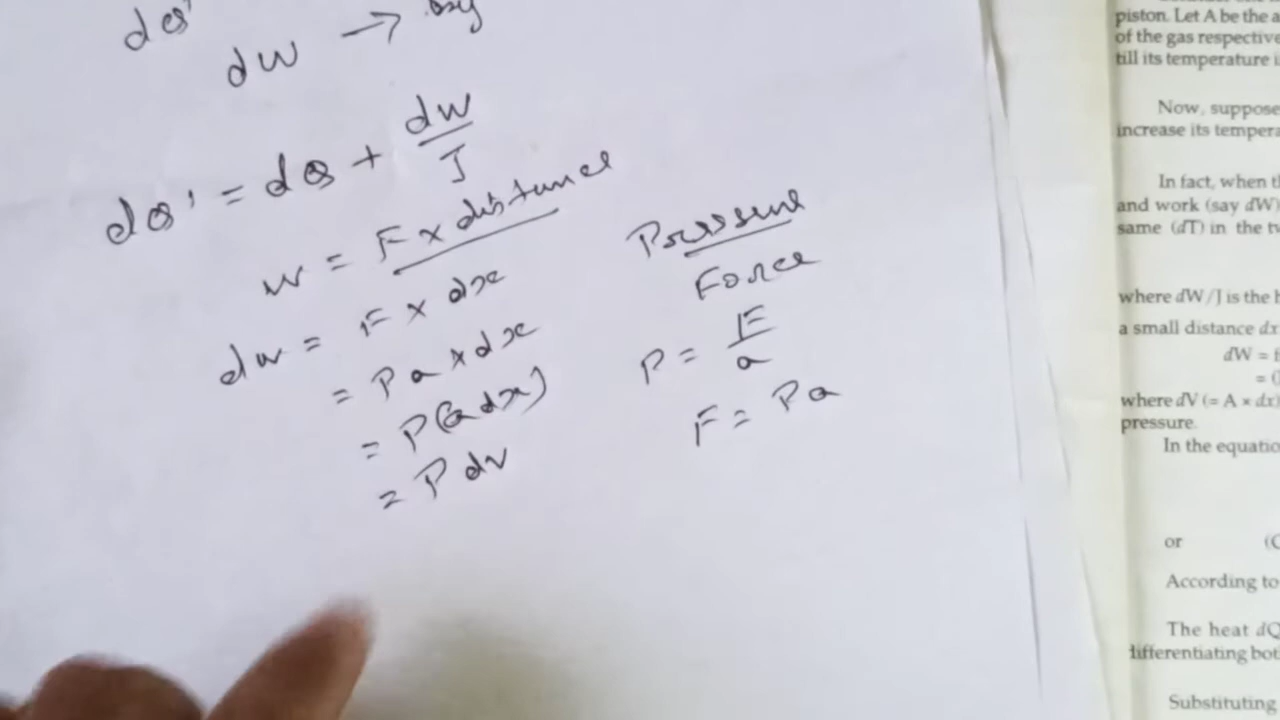 dQ'
dW →
dQ' = dQ + dW/J
W = F × distance
dw = F × dx
= Pa × dx
= P(a dx)
= P dv
Pressure
Force
P = F/a
F = Pa
piston. Let A be the a
of the gas respective
till its temperature i
Now, suppose
increase its tempera
In fact, when th
and work (say dW)
same (dT) in the tw
where dW/J is the h
a small distance dx
dW = F
= (
where dV (= A × dx)
pressure.
In the equatio
or (C
According to
The heat dQ
differentiating bot
Substituting